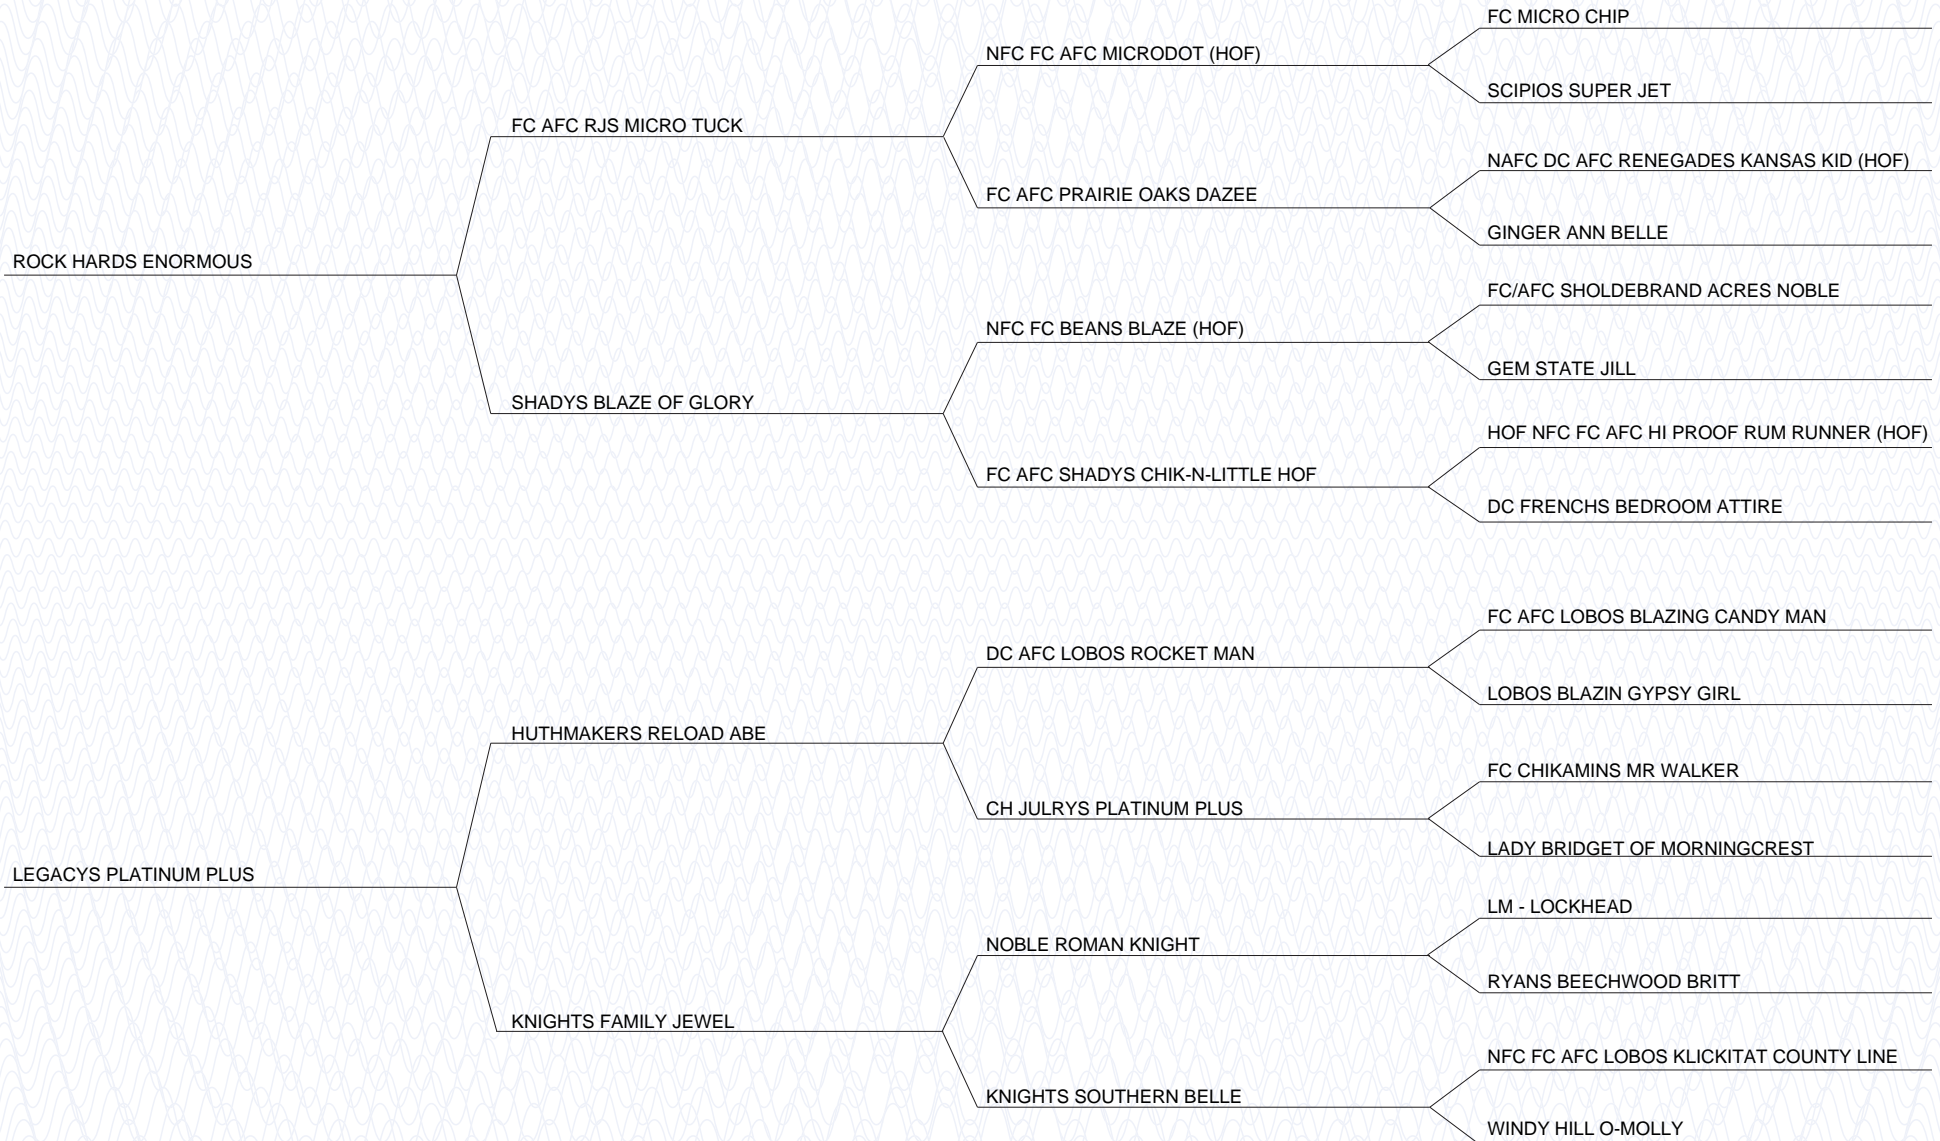 FC MICRO CHIP
NFC FC AFC MICRODOT (HOF)
SCIPIOS SUPER JET
FC AFC RJS MICRO TUCK
NAFC DC AFC RENEGADES KANSAS KID (HOF)
FC AFC PRAIRIE OAKS DAZEE
GINGER ANN BELLE
ROCK HARDS ENORMOUS
FC/AFC SHOLDEBRAND ACRES NOBLE
NFC FC BEANS BLAZE (HOF)
GEM STATE JILL
SHADYS BLAZE OF GLORY
HOF NFC FC AFC HI PROOF RUM RUNNER (HOF)
FC AFC SHADYS CHIK-N-LITTLE HOF
DC FRENCHS BEDROOM ATTIRE
FC AFC LOBOS BLAZING CANDY MAN
DC AFC LOBOS ROCKET MAN
LOBOS BLAZIN GYPSY GIRL
HUTHMAKERS RELOAD ABE
FC CHIKAMINS MR WALKER
CH JULRYS PLATINUM PLUS
LADY BRIDGET OF MORNINGCREST
LEGACYS PLATINUM PLUS
LM - LOCKHEAD
NOBLE ROMAN KNIGHT
RYANS BEECHWOOD BRITT
KNIGHTS FAMILY JEWEL
NFC FC AFC LOBOS KLICKITAT COUNTY LINE
KNIGHTS SOUTHERN BELLE
WINDY HILL O-MOLLY